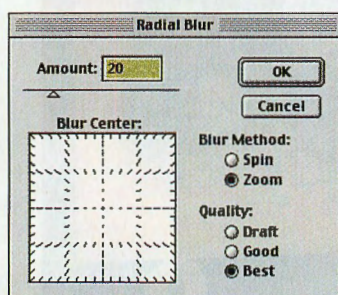 Radial Blur
Amount: 20
OK
Cancel
Blur Center:
Blur Method:
Spin
Zoom
Quality:
Draft
Good
Best